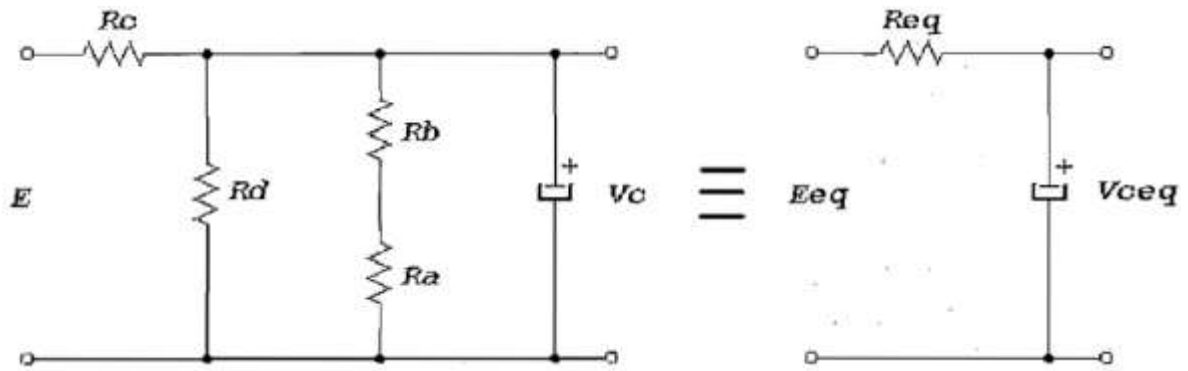 Rc
Req
Rb
E
Rd
+
Vc
Eeq
+
Vceq
Ra